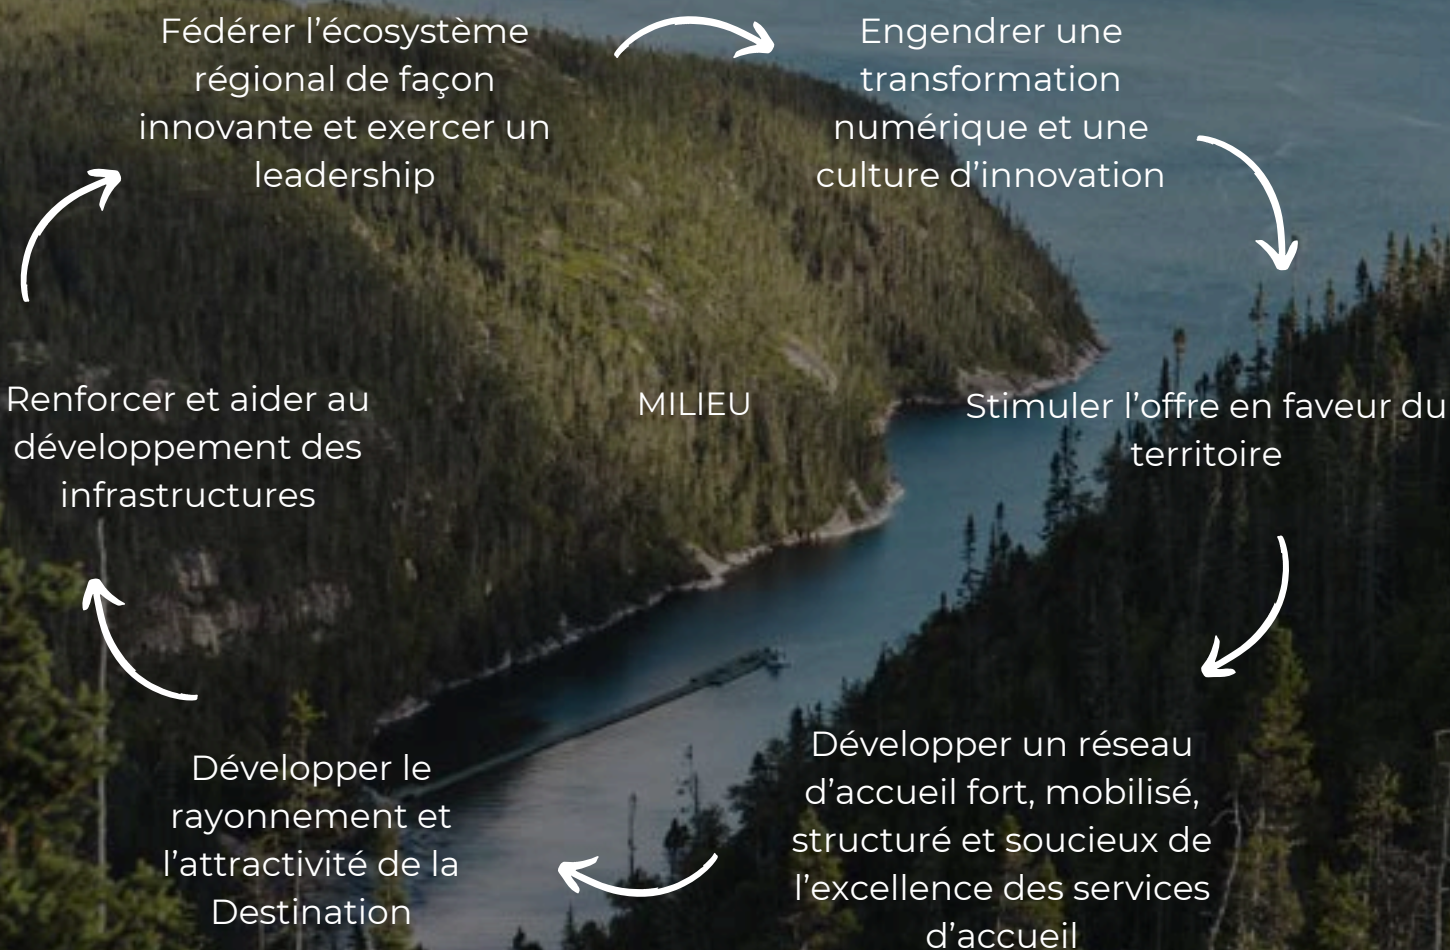 Fédérer l’écosystème
régional de façon
innovante et exercer un
leadership
Engendrer une
transformation
numérique et une
culture d’innovation
Renforcer et aider au
développement des
infrastructures
MILIEU
Stimuler l’offre en faveur du
territoire
Développer le
rayonnement et
l’attractivité de la
Destination
Développer un réseau
d’accueil fort, mobilisé,
structuré et soucieux de
l’excellence des services
d’accueil